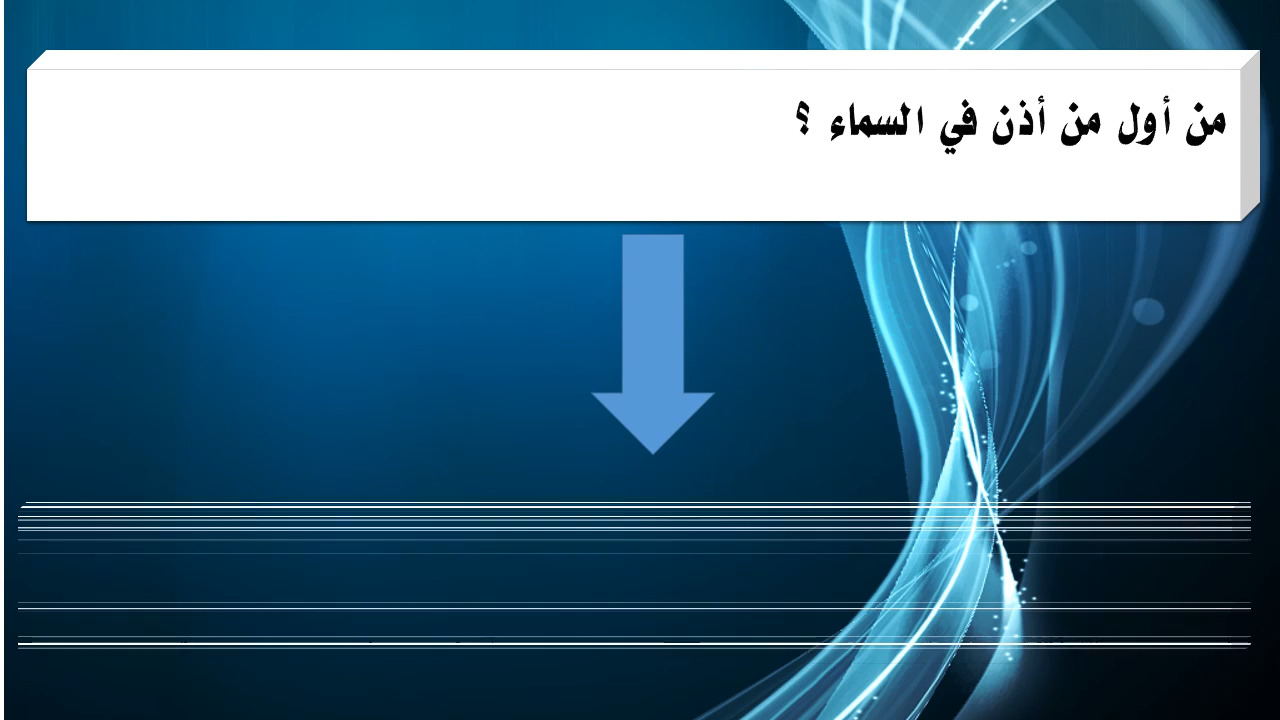 من أول من أذن في السماء ؟